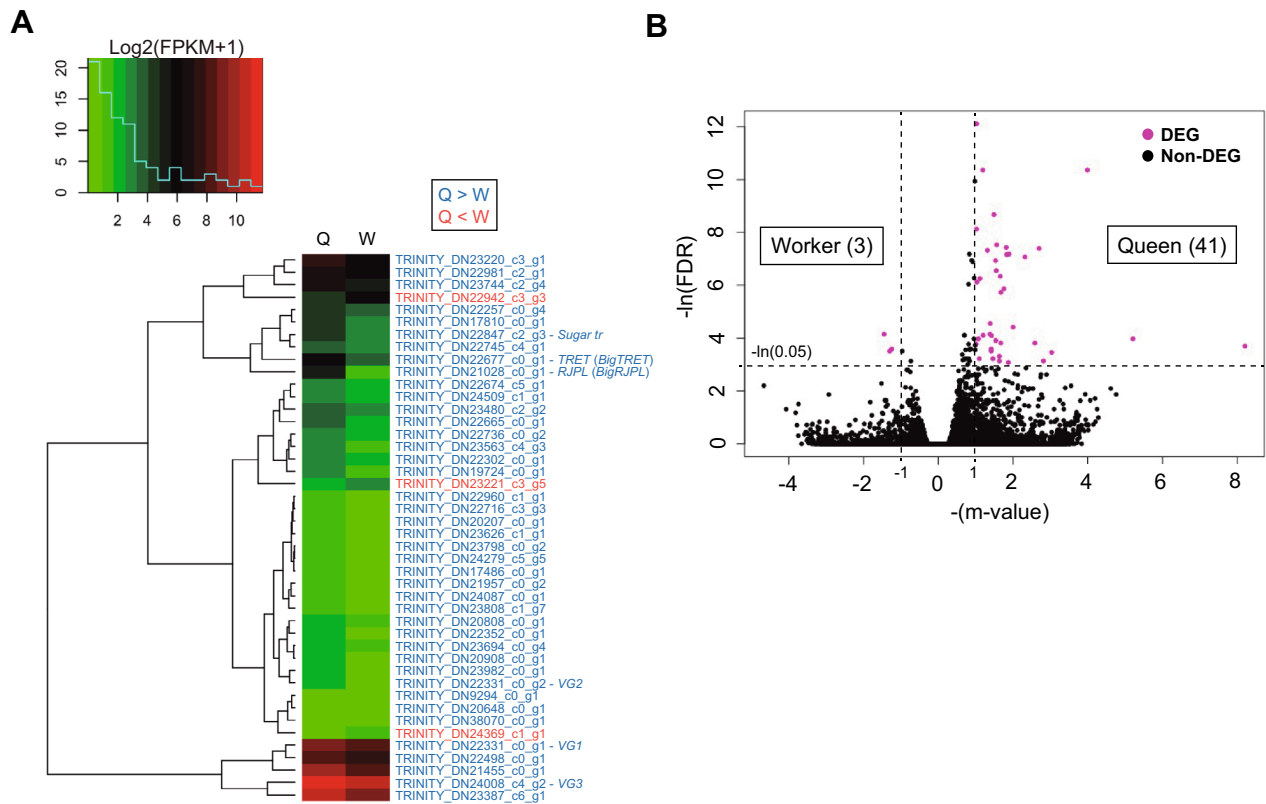 A
Log2(FPKM+1)
20
15
10
5
0
2 4 6 8 10
Q > W
Q < W
Q W
TRINITY_DN23220_c3_g1
TRINITY_DN22981_c2_g1
TRINITY_DN23744_c2_g4
TRINITY_DN22942_c3_g3
TRINITY_DN22257_c0_g4
TRINITY_DN17810_c0_g1
TRINITY_DN22847_c2_g3 - Sugar tr
TRINITY_DN22745_c4_g1
TRINITY_DN22677_c0_g1 - TRET (BigTRET)
TRINITY_DN21028_c0_g1 - RJPL (BigRJPL)
TRINITY_DN22674_c5_g1
TRINITY_DN24509_c1_g1
TRINITY_DN23480_c2_g2
TRINITY_DN22665_c0_g1
TRINITY_DN22736_c0_g2
TRINITY_DN23563_c4_g3
TRINITY_DN22302_c0_g1
TRINITY_DN19724_c0_g1
TRINITY_DN23221_c3_g5
TRINITY_DN22960_c1_g1
TRINITY_DN22716_c3_g3
TRINITY_DN20207_c0_g1
TRINITY_DN23626_c1_g1
TRINITY_DN23798_c0_g2
TRINITY_DN24279_c5_g5
TRINITY_DN17486_c0_g1
TRINITY_DN21957_c0_g2
TRINITY_DN24087_c0_g1
TRINITY_DN23808_c1_g7
TRINITY_DN20808_c0_g1
TRINITY_DN22352_c0_g1
TRINITY_DN23694_c0_g4
TRINITY_DN20908_c0_g1
TRINITY_DN23982_c0_g1
TRINITY_DN22331_c0_g2 - VG2
TRINITY_DN9294_c0_g1
TRINITY_DN20648_c0_g1
TRINITY_DN38070_c0_g1
TRINITY_DN24369_c1_g1
TRINITY_DN22331_c0_g1 - VG1
TRINITY_DN22498_c0_g1
TRINITY_DN21455_c0_g1
TRINITY_DN24008_c4_g2 - VG3
TRINITY_DN23387_c6_g1
B
DEG
Non-DEG
Worker (3)
Queen (41)
-ln(0.05)
-ln(FDR)
12
10
8
6
4
2
0
-4 -2 -1 0 1 2 4 6 8
-(m-value)